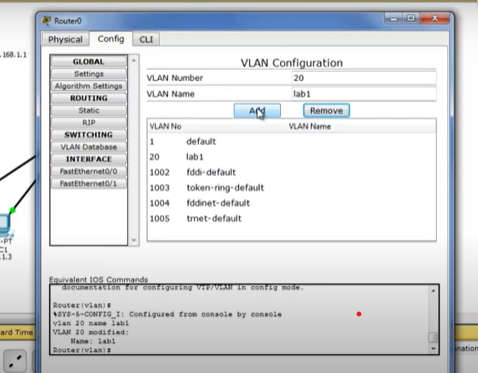 Router0
Physical
Config
CLI
.168.1.1
GLOBAL
Settings
Algorithm Settings
ROUTING
Static
RIP
SWITCHING
VLAN Database
INTERFACE
FastEthernet0/0
FastEthernet0/1
VLAN Configuration
VLAN Number
20
VLAN Name
lab1
Add
Remove
VLAN No
VLAN Name
1 default
20 lab1
1002 fddi-default
1003 token-ring-default
1004 fddinet-default
1005 trnet-default
-PT
C1
.1.3
Equivalent IOS Commands
documentation for configuring VTP/VLAN in config mode.
Router(vlan)#
%SYS-5-CONFIG_I: Configured from console by console
vlan 20 name lab1
VLAN 20 modified:
Name: lab1
Router(vlan)#
ard Time
ination